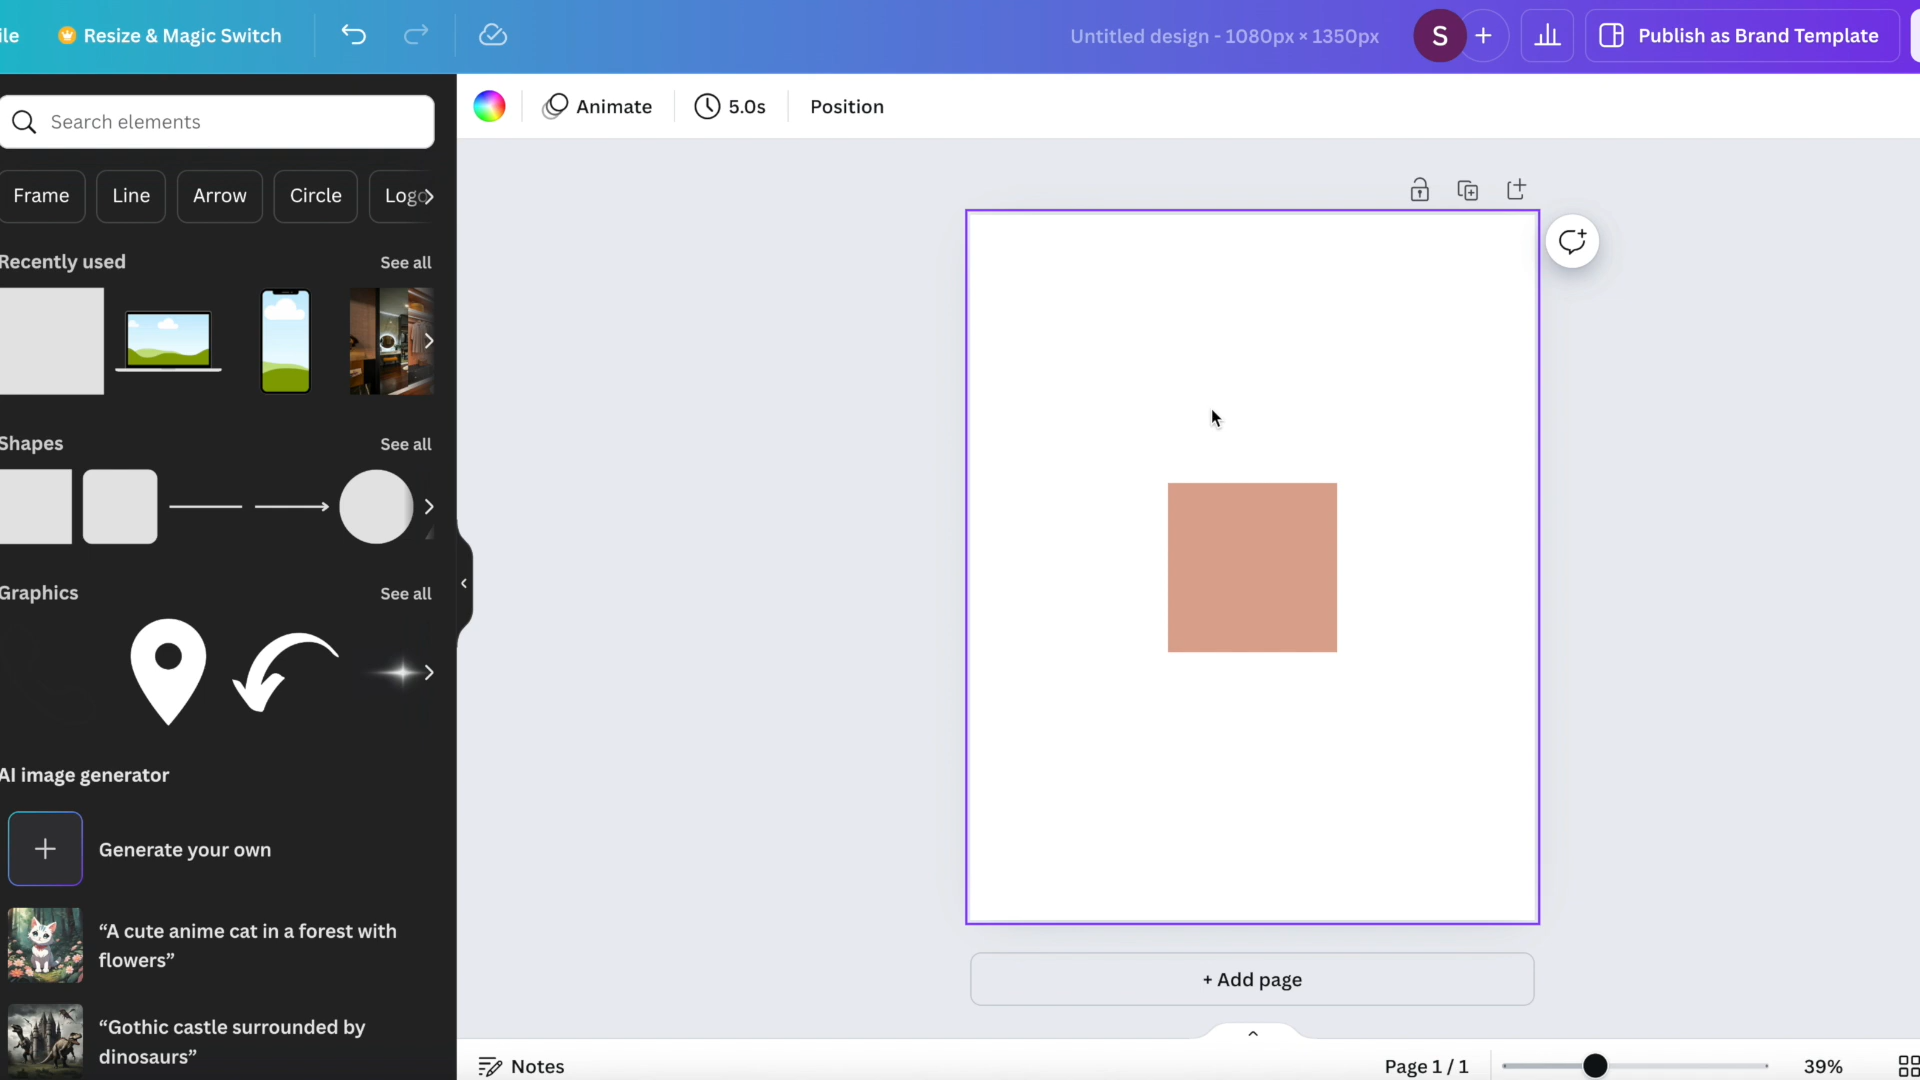 ile
Resize & Magic Switch
Untitled design - 1080px × 1350px
S
Publish as Brand Template
Search elements
Animate
5.0s
Position
Frame
Line
Arrow
Circle
Logo
Recently used
See all
Shapes
See all
Graphics
See all
AI image generator
Generate your own
“A cute anime cat in a forest with
flowers”
“Gothic castle surrounded by
dinosaurs”
+ Add page
Notes
Page 1 / 1
39%